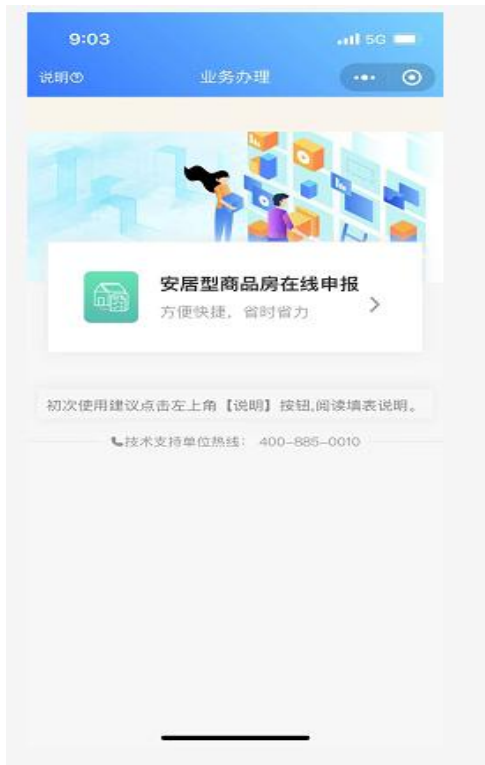 9:03
5G
说明?
业务办理
安居型商品房在线申报
方便快捷，省时省力
初次使用建议点击左上角【说明】按钮,阅读填表说明。
技术支持单位热线： 400-885-0010